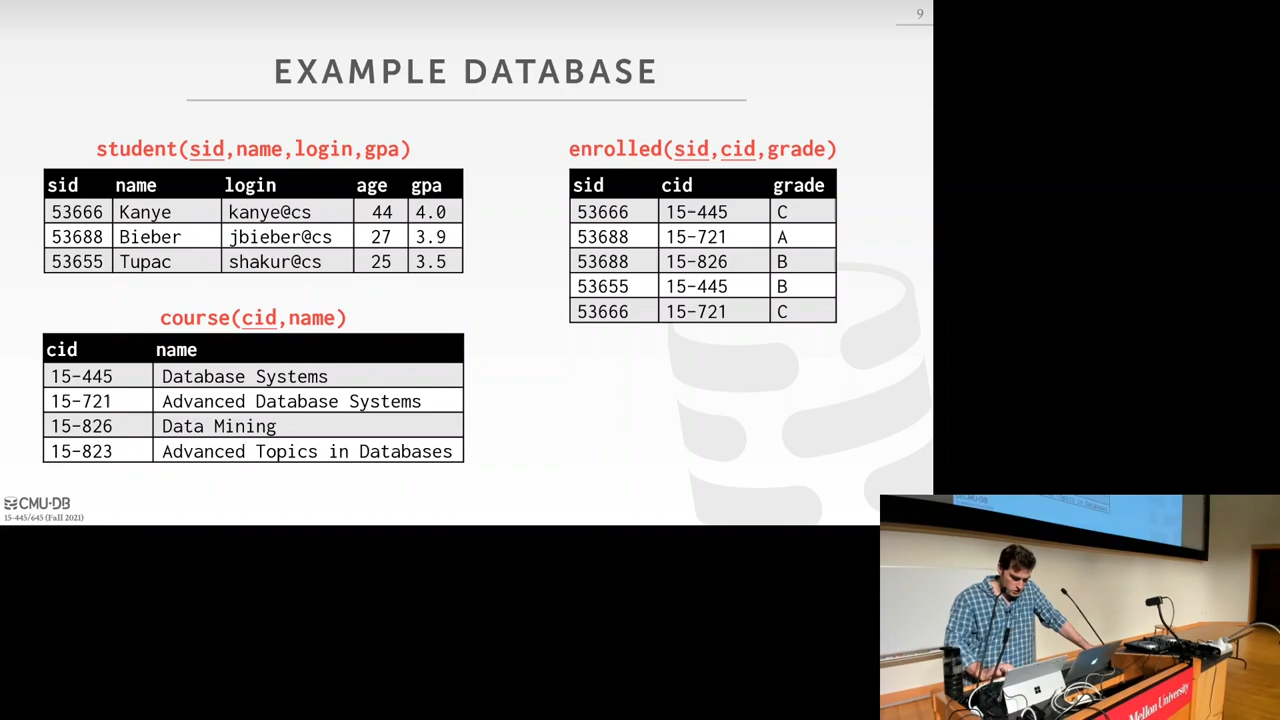 9
EXAMPLE DATABASE
student(sid,name,login,gpa)
sid name login age gpa
53666 Kanye kanye@cs 44 4.0
53688 Bieber jbieber@cs 27 3.9
53655 Tupac shakur@cs 25 3.5
course(cid,name)
cid name
15-445 Database Systems
15-721 Advanced Database Systems
15-826 Data Mining
15-823 Advanced Topics in Databases
enrolled(sid,cid,grade)
sid cid grade
53666 15-445 C
53688 15-721 A
53688 15-826 B
53655 15-445 B
53666 15-721 C
CMU·DB
15-445/645 (Fall 2021)
CMU·DB
Mellon University